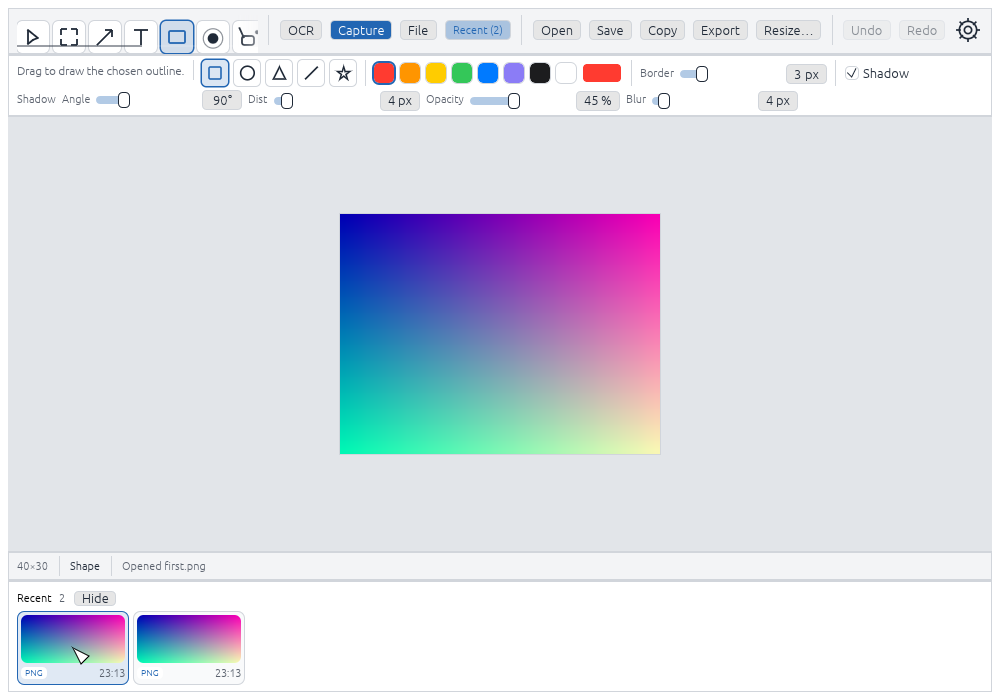 T OCR Capture File Recent (2) Open Save Copy Export Resize… Undo Redo
Drag to draw the chosen outline. Border 3 px Shadow
Shadow Angle 90° Dist 4 px Opacity 45 % Blur 4 px
40×30 Shape Opened first.png
Recent 2 Hide
PNG 23:13 PNG 23:13